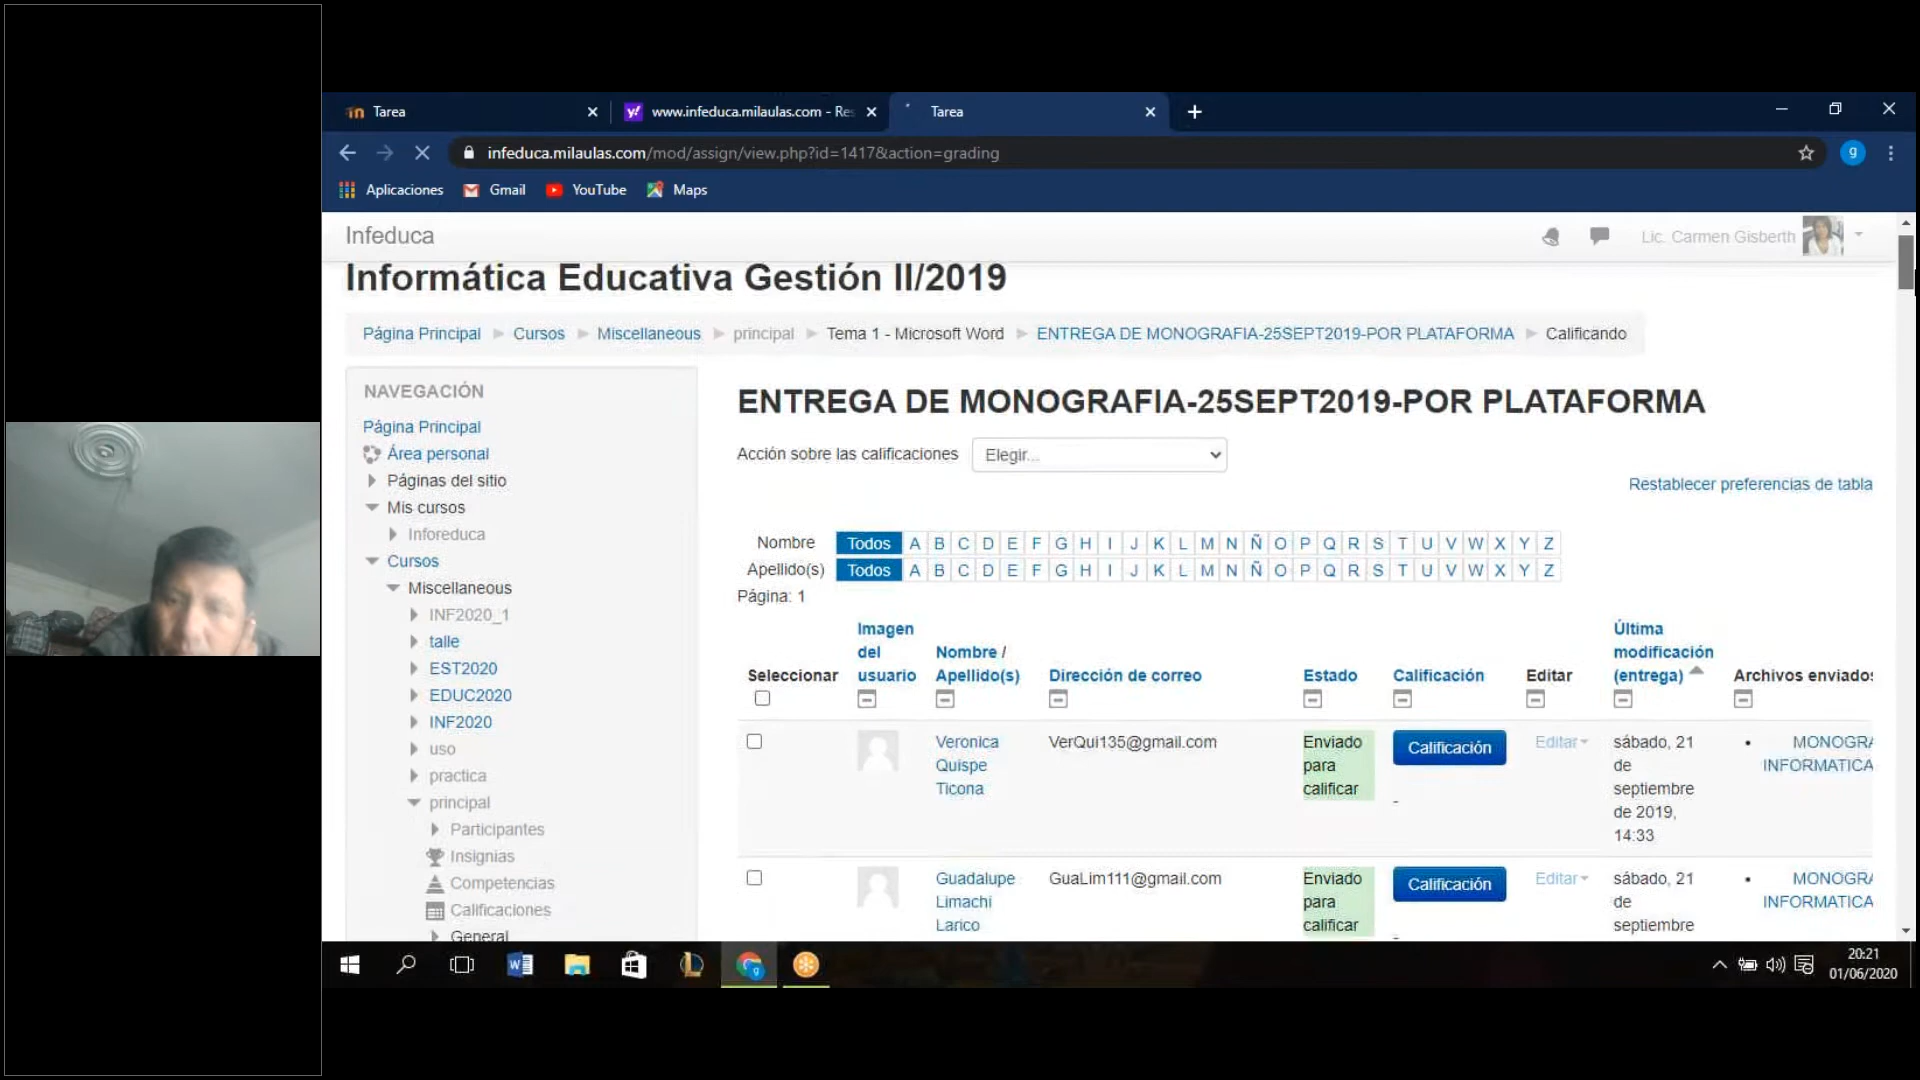 Tarea
www.infeduca.milaulas.com - Res
Tarea
infeduca.milaulas.com/mod/assign/view.php?id=1417&action=grading
g
Aplicaciones
Gmail
YouTube
Maps
Infeduca
Lic. Carmen Gisberth
Informática Educativa Gestión II/2019
Página Principal
Cursos
Miscellaneous
principal
Tema 1 - Microsoft Word
ENTREGA DE MONOGRAFIA-25SEPT2019-POR PLATAFORMA
Calificando
NAVEGACIÓN
Página Principal
Área personal
Páginas del sitio
Mis cursos
Inforeduca
Cursos
Miscellaneous
INF2020_1
talle
EST2020
EDUC2020
INF2020
uso
practica
principal
Participantes
Insignias
Competencias
Calificaciones
General
ENTREGA DE MONOGRAFIA-25SEPT2019-POR PLATAFORMA
Acción sobre las calificaciones
Elegir...
Restablecer preferencias de tabla
Nombre Todos A B C D E F G H I J K L M N Ñ O P Q R S T U V W X Y Z
Apellido(s) Todos A B C D E F G H I J K L M N Ñ O P Q R S T U V W X Y Z
Página: 1
Seleccionar
Imagen
del
usuario
Nombre /
Apellido(s)
Dirección de correo
Estado
Calificación
Editar
Última
modificación
(entrega)
Archivos enviados
Veronica
Quispe
Ticona
VerQui135@gmail.com
Enviado
para
calificar
Calificación
-
Editar
sábado, 21
de
septiembre
de 2019,
14:33
MONOGRA
INFORMATICA
Guadalupe
Limachi
Larico
GuaLim111@gmail.com
Enviado
para
calificar
Calificación
-
Editar
sábado, 21
de
septiembre
MONOGRA
INFORMATICA
20:21
01/06/2020